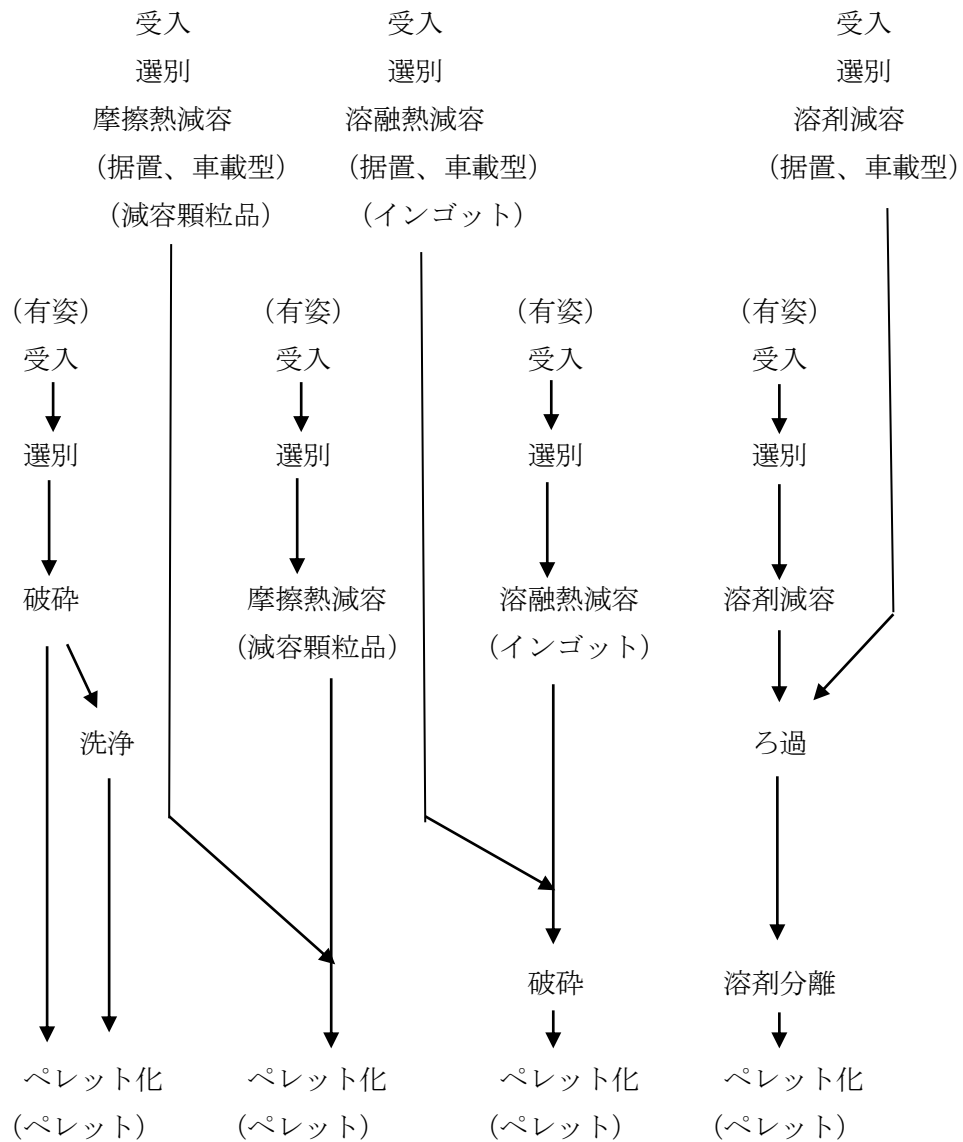 受入 受入 受入
選別 選別 選別
摩擦熱減容 溶融熱減容 溶剤減容
（据置、車載型） （据置、車載型） （据置、車載型）
（減容顆粒品） （インゴット）
（有姿） （有姿） （有姿） （有姿）
受入 受入 受入 受入
選別 選別 選別 選別
破砕 摩擦熱減容 溶融熱減容 溶剤減容
（減容顆粒品） （インゴット）
洗浄 ろ過
破砕 溶剤分離
ペレット化 ペレット化 ペレット化 ペレット化
（ペレット） （ペレット） （ペレット） （ペレット）